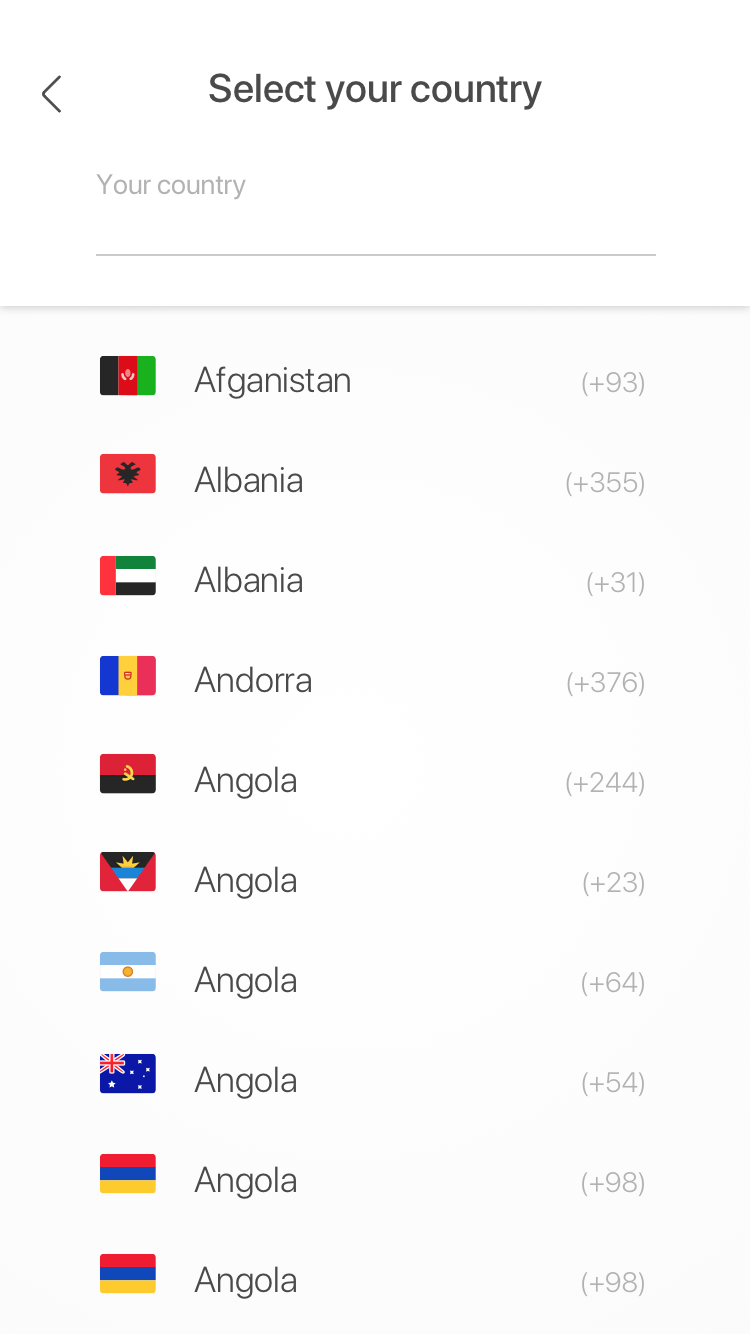 Select your country
Your country
Afganistan (+93)
Albania (+355)
Albania (+31)
Andorra (+376)
Angola (+244)
Angola (+23)
Angola (+64)
Angola (+54)
Angola (+98)
Angola (+98)